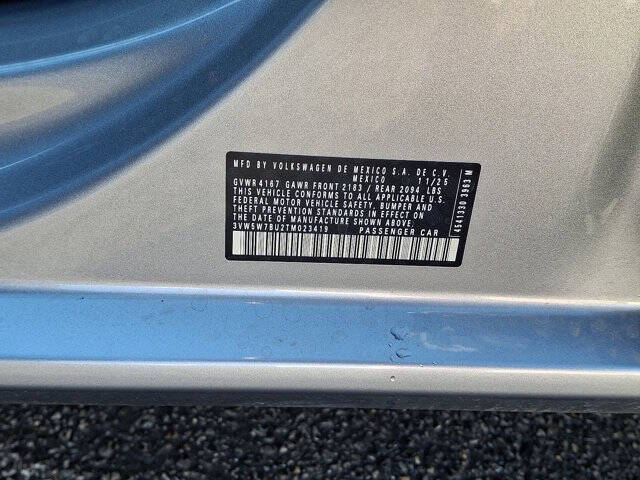 MFD BY VOLKSWAGEN DE MEXICO S.A. DE C.V.
MEXICO 11/25
GVWR 4167 GAWR FRONT 2183 / REAR 2094 LBS
THIS VEHICLE CONFORMS TO ALL APPLICABLE U.S.
FEDERAL MOTOR VEHICLE SAFETY, BUMPER AND
THEFT PREVENTION STANDARDS IN EFFECT ON
THE DATE OF MANUFACTURE SHOWN ABOVE.
3VW5W7BU2TM023419 PASSENGER CAR
4541330 3963 M